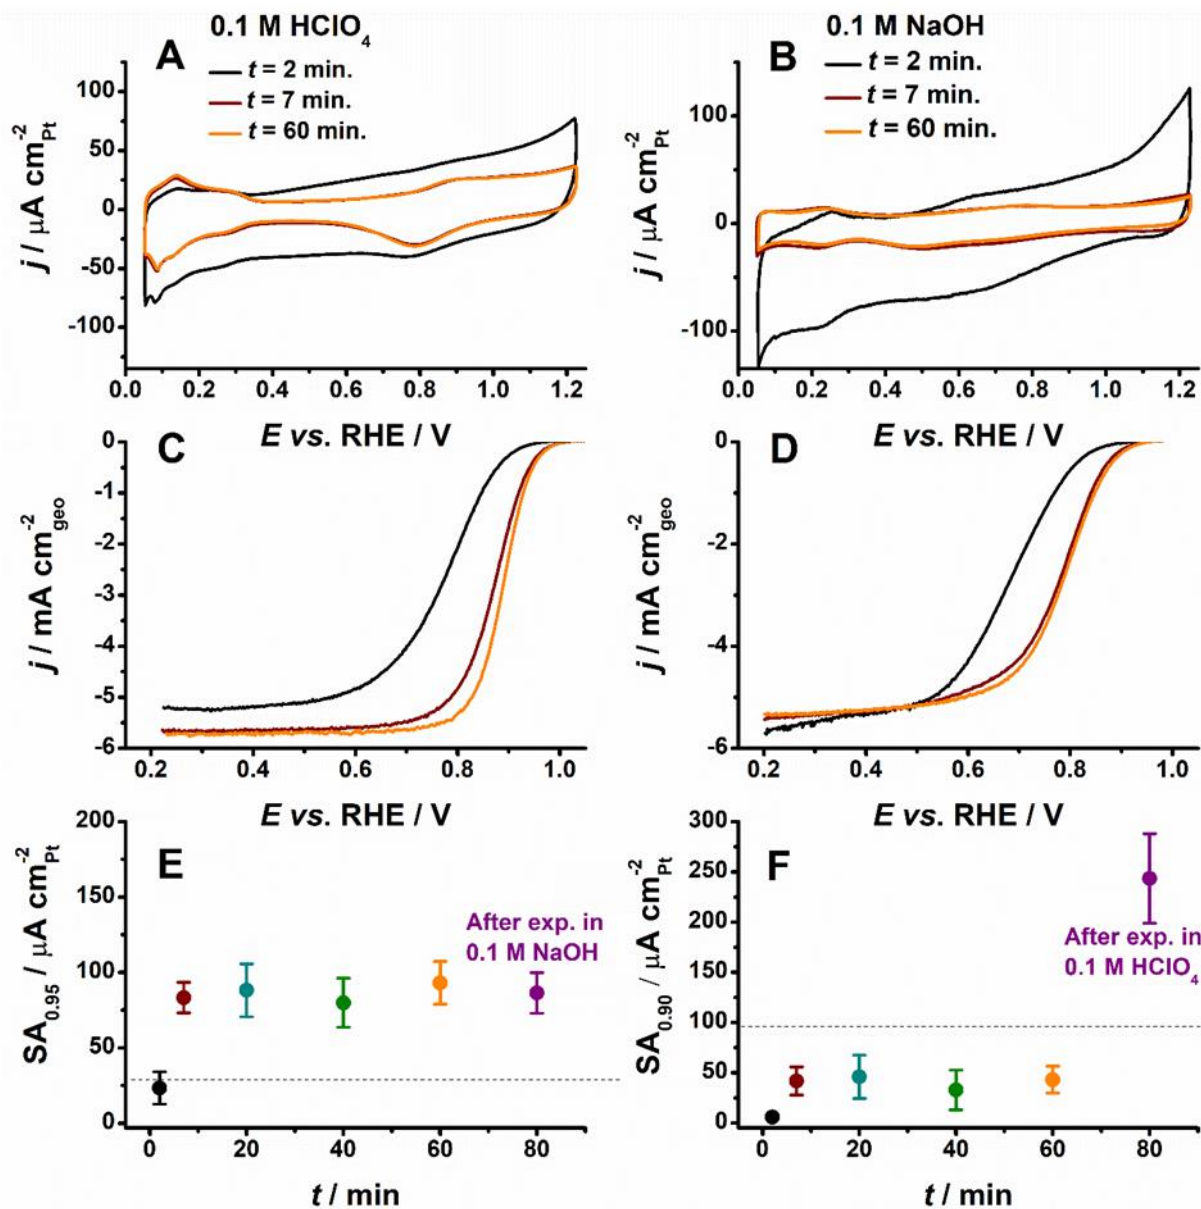 0.1 M HClO4
A
t = 2 min.
t = 7 min.
t = 60 min.
j / μA cm-2Pt
100
50
0
-50
-100
0.0 0.2 0.4 0.6 0.8 1.0 1.2
E vs. RHE / V
0.1 M NaOH
B
t = 2 min.
t = 7 min.
t = 60 min.
j / μA cm-2Pt
100
0
-100
0.0 0.2 0.4 0.6 0.8 1.0 1.2
E vs. RHE / V
C
j / mA cm-2geo
0
-1
-2
-3
-4
-5
-6
0.2 0.4 0.6 0.8 1.0
E vs. RHE / V
D
j / mA cm-2geo
0
-2
-4
-6
0.2 0.4 0.6 0.8 1.0
E vs. RHE / V
E
SA0.95 / μA cm-2Pt
200
150
100
50
0
After exp. in
0.1 M NaOH
0 20 40 60 80
t / min
F
SA0.90 / μA cm-2Pt
300
250
200
150
100
50
0
After exp. in
0.1 M HClO4
0 20 40 60 80
t / min